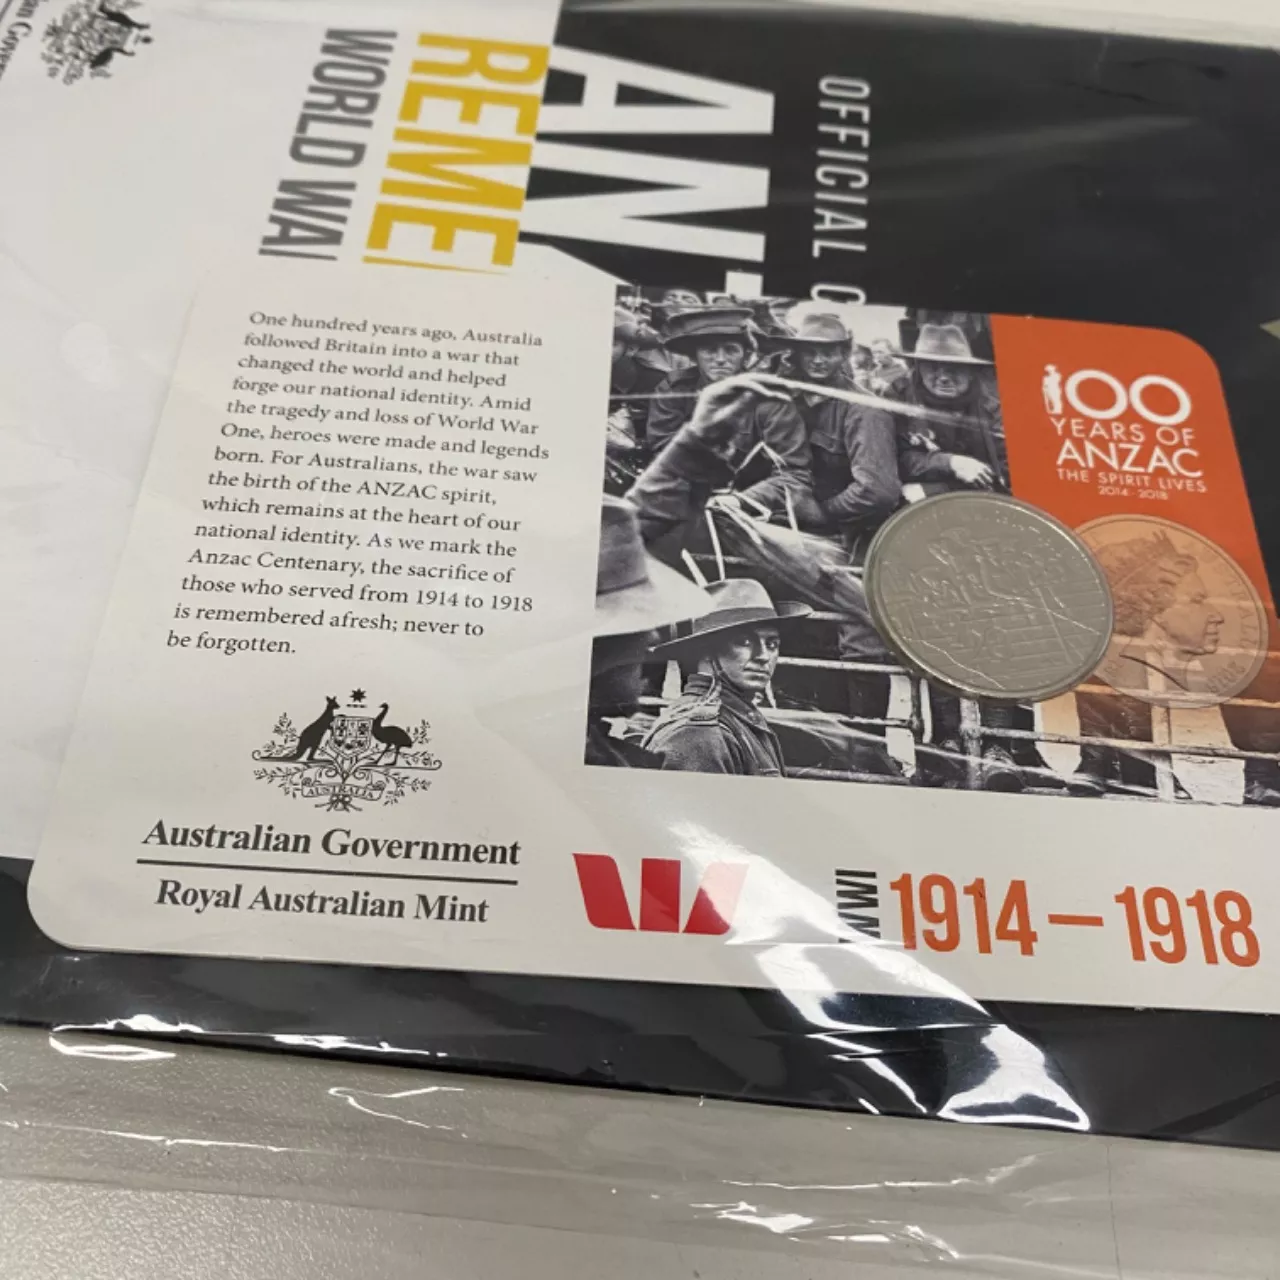 OFFICIAL
AN
REME
WORLD WA
One hundred years ago, Australia
followed Britain into a war that
changed the world and helped
forge our national identity. Amid
the tragedy and loss of World War
One, heroes were made and legends
born. For Australians, the war saw
the birth of the ANZAC spirit,
which remains at the heart of our
national identity. As we mark the
Anzac Centenary, the sacrifice of
those who served from 1914 to 1918
is remembered afresh; never to
be forgotten.
100
YEARS OF
ANZAC
THE SPIRIT LIVES
2014 - 2018
2015
AUSTRALIA
Australian Government
Royal Australian Mint
WWI
1914 – 1918